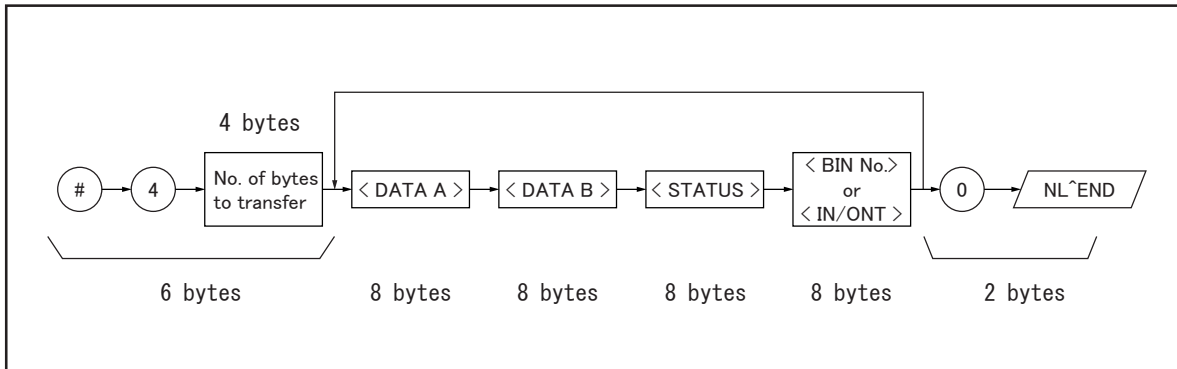 4 bytes
#
4
No. of bytes
to transfer
< DATA A >
< DATA B >
< STATUS >
< BIN No.>
or
< IN/ONT >
0
NL^END
6 bytes
8 bytes
8 bytes
8 bytes
8 bytes
2 bytes